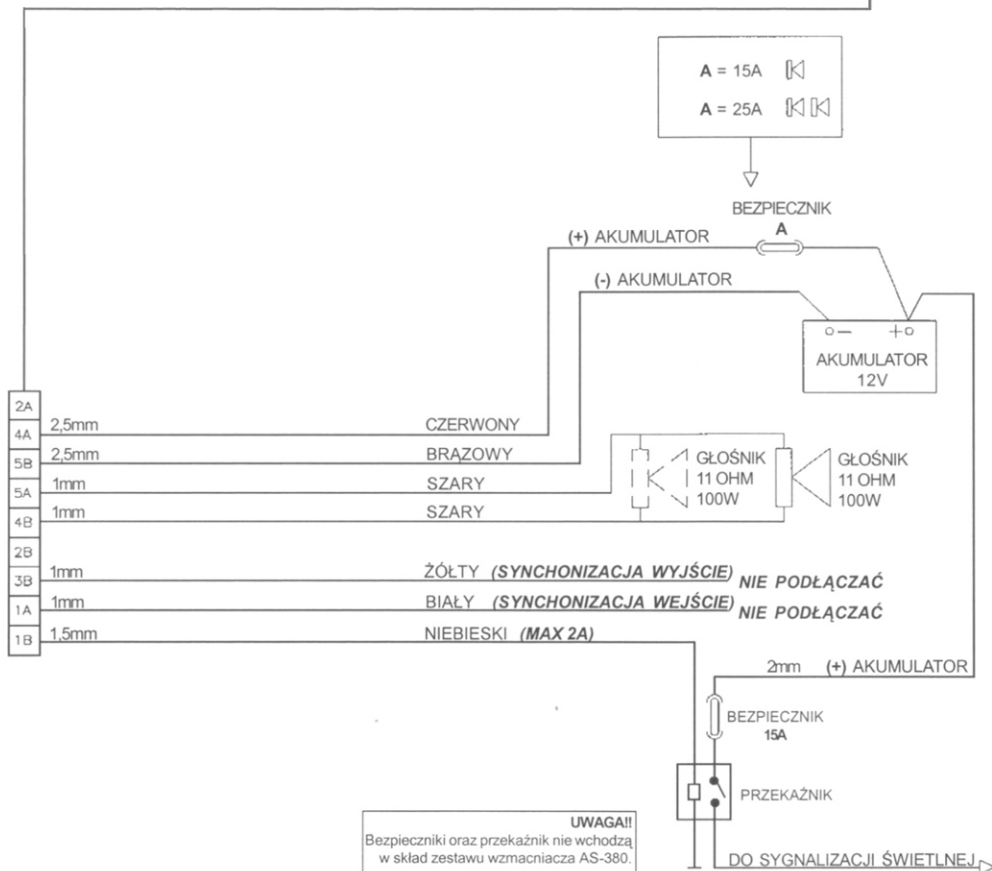 A = 15A
A = 25A
BEZPIECZNIK
A
(+) AKUMULATOR
(-) AKUMULATOR
AKUMULATOR
12V
2A
4A 2,5mm CZERWONY
5B 2,5mm BRĄZOWY
5A 1mm SZARY
4B 1mm SZARY
GŁOŚNIK
11 OHM
100W
GŁOŚNIK
11 OHM
100W
2B
3B 1mm ŻÓŁTY (SYNCHONIZACJA WYJŚCIE) NIE PODŁĄCZAĆ
1A 1mm BIAŁY (SYNCHONIZACJA WEJŚCIE) NIE PODŁĄCZAĆ
1B 1,5mm NIEBIESKI (MAX 2A)
2mm (+) AKUMULATOR
BEZPIECZNIK
15A
PRZEKAŹNIK
UWAGA!!
Bezpieczniki oraz przekaźnik nie wchodzą
w skład zestawu wzmacniacza AS-380.
DO SYGNALIZACJI ŚWIETLNEJ